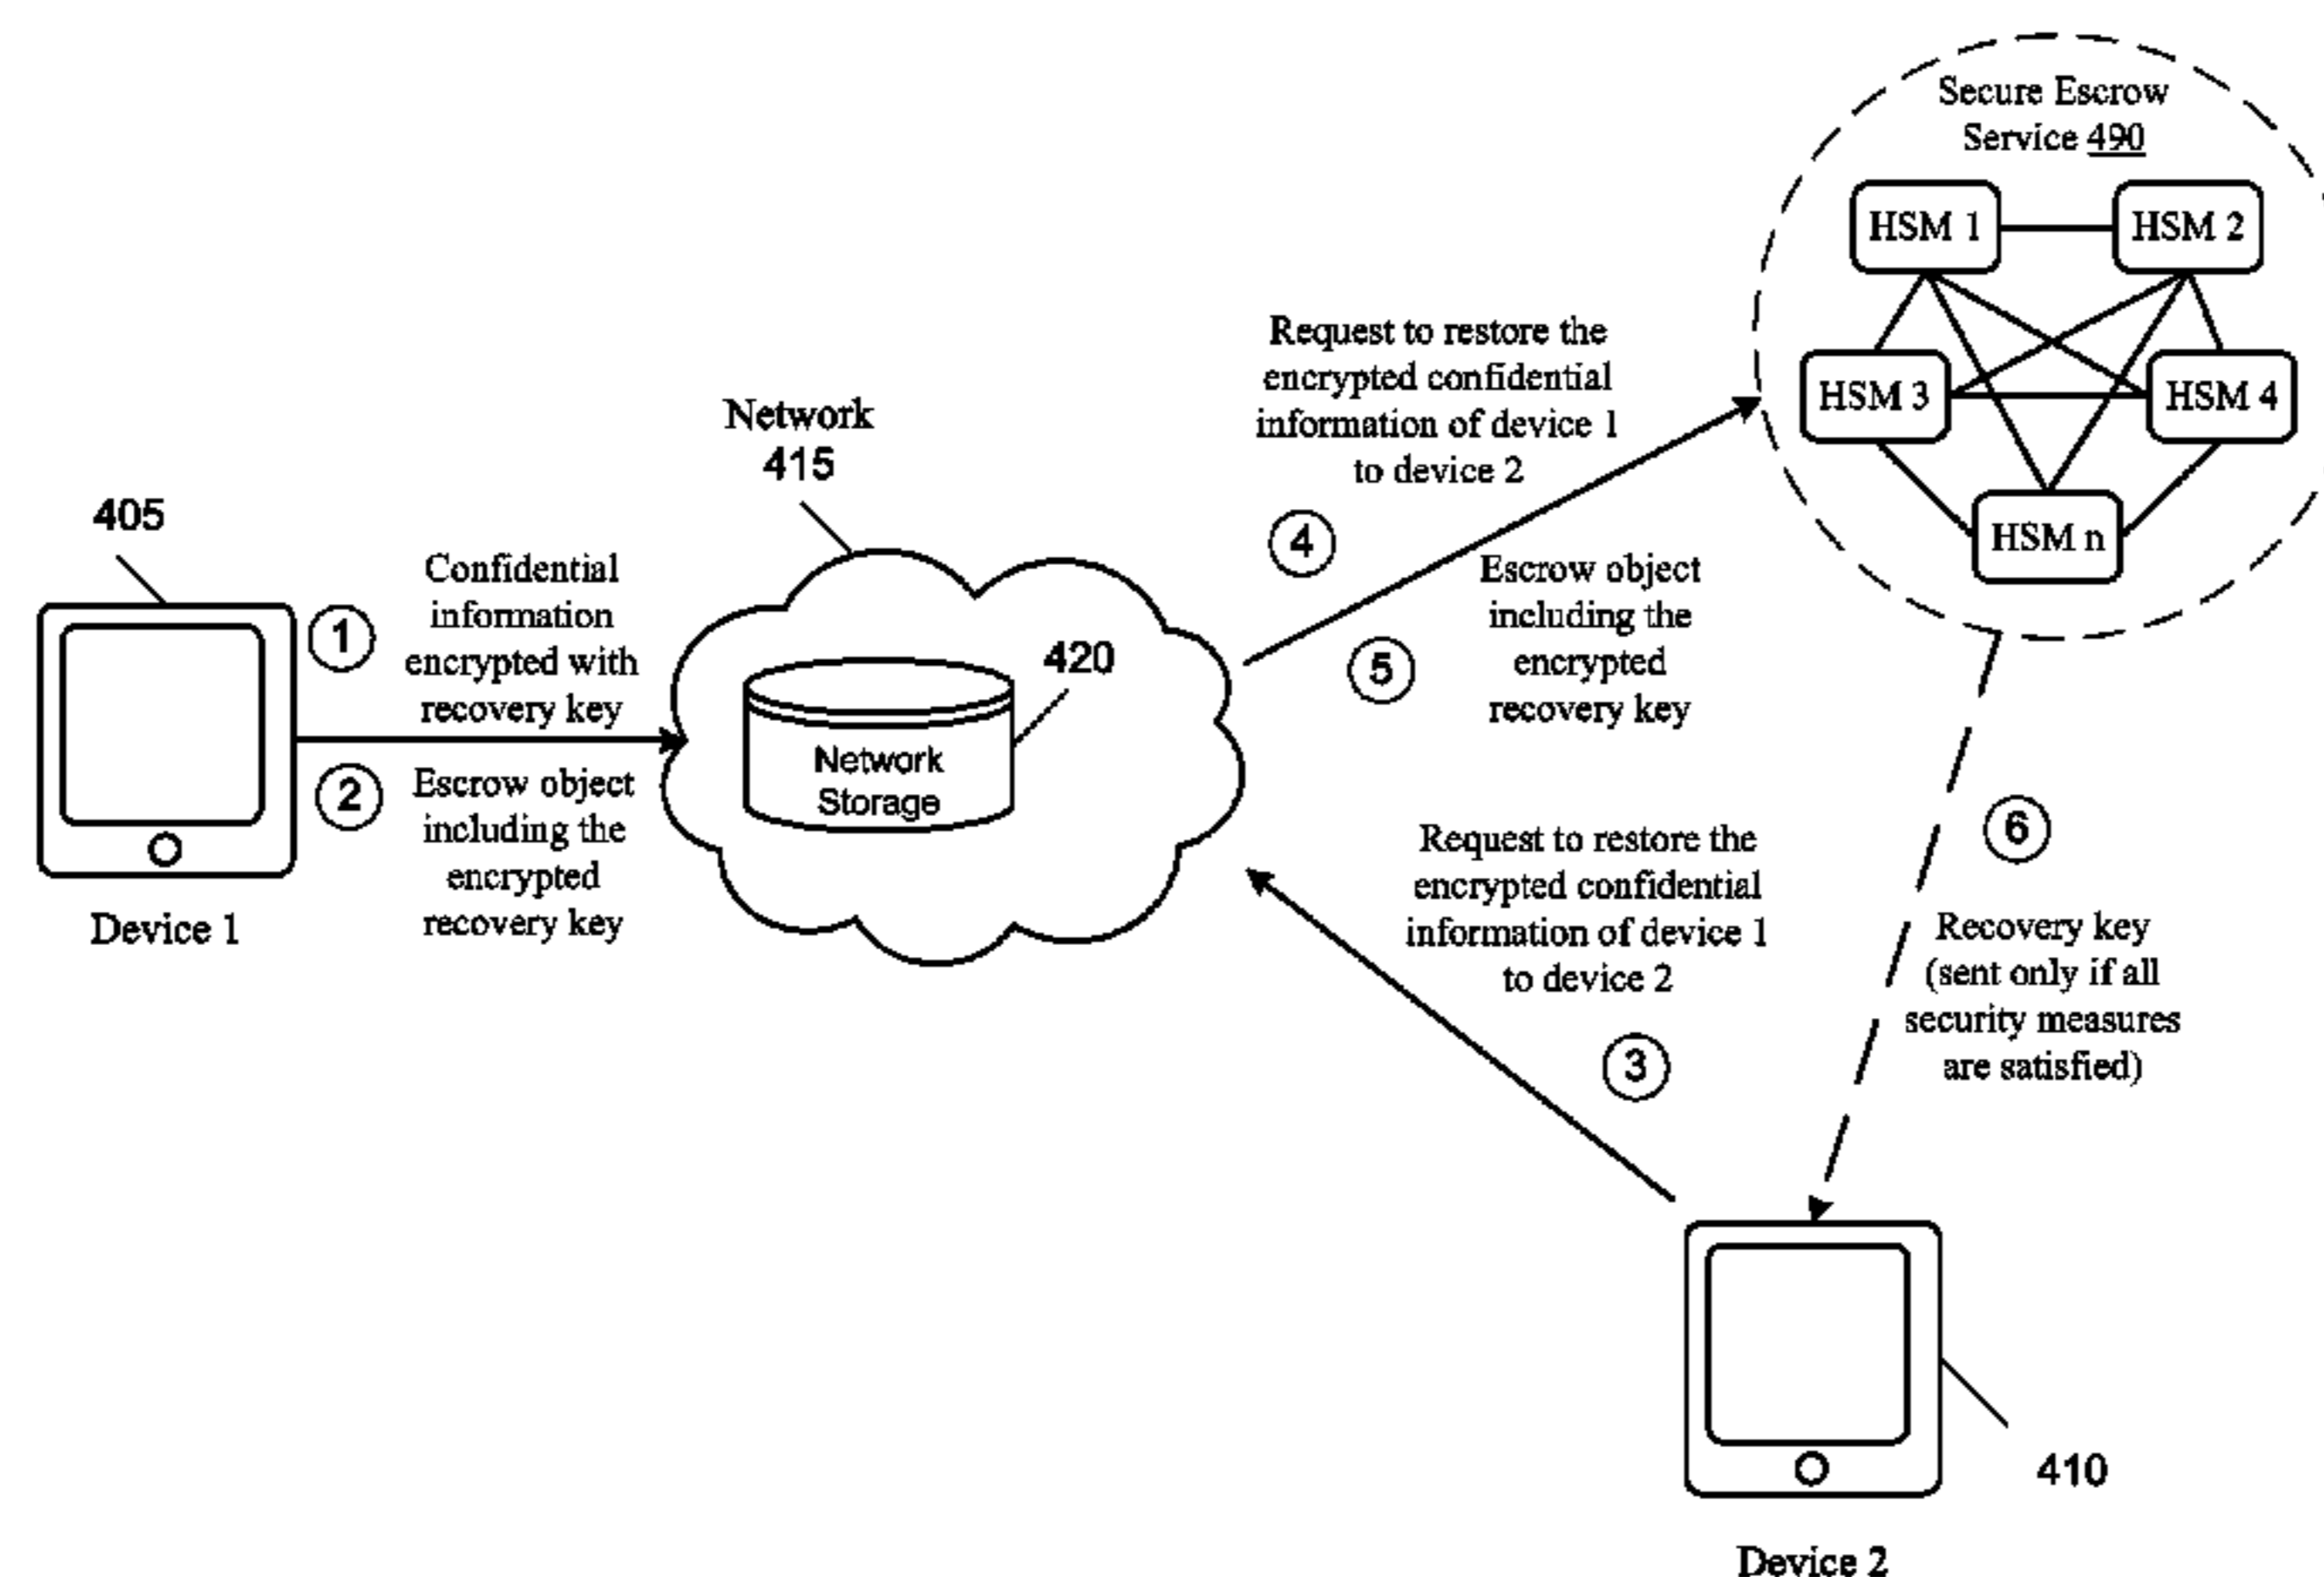 Secure Escrow
Service 490
HSM 1
HSM 2
HSM 3
HSM 4
HSM n
Request to restore the
encrypted confidential
information of device 1
to device 2
4
5
Escrow object
including the
encrypted
recovery key
Network
415
420
Network
Storage
405
1
Confidential
information
encrypted with
recovery key
2
Escrow object
including the
encrypted
recovery key
Device 1
Request to restore the
encrypted confidential
information of device 1
to device 2
3
6
Recovery key
(sent only if all
security measures
are satisfied)
410
Device 2